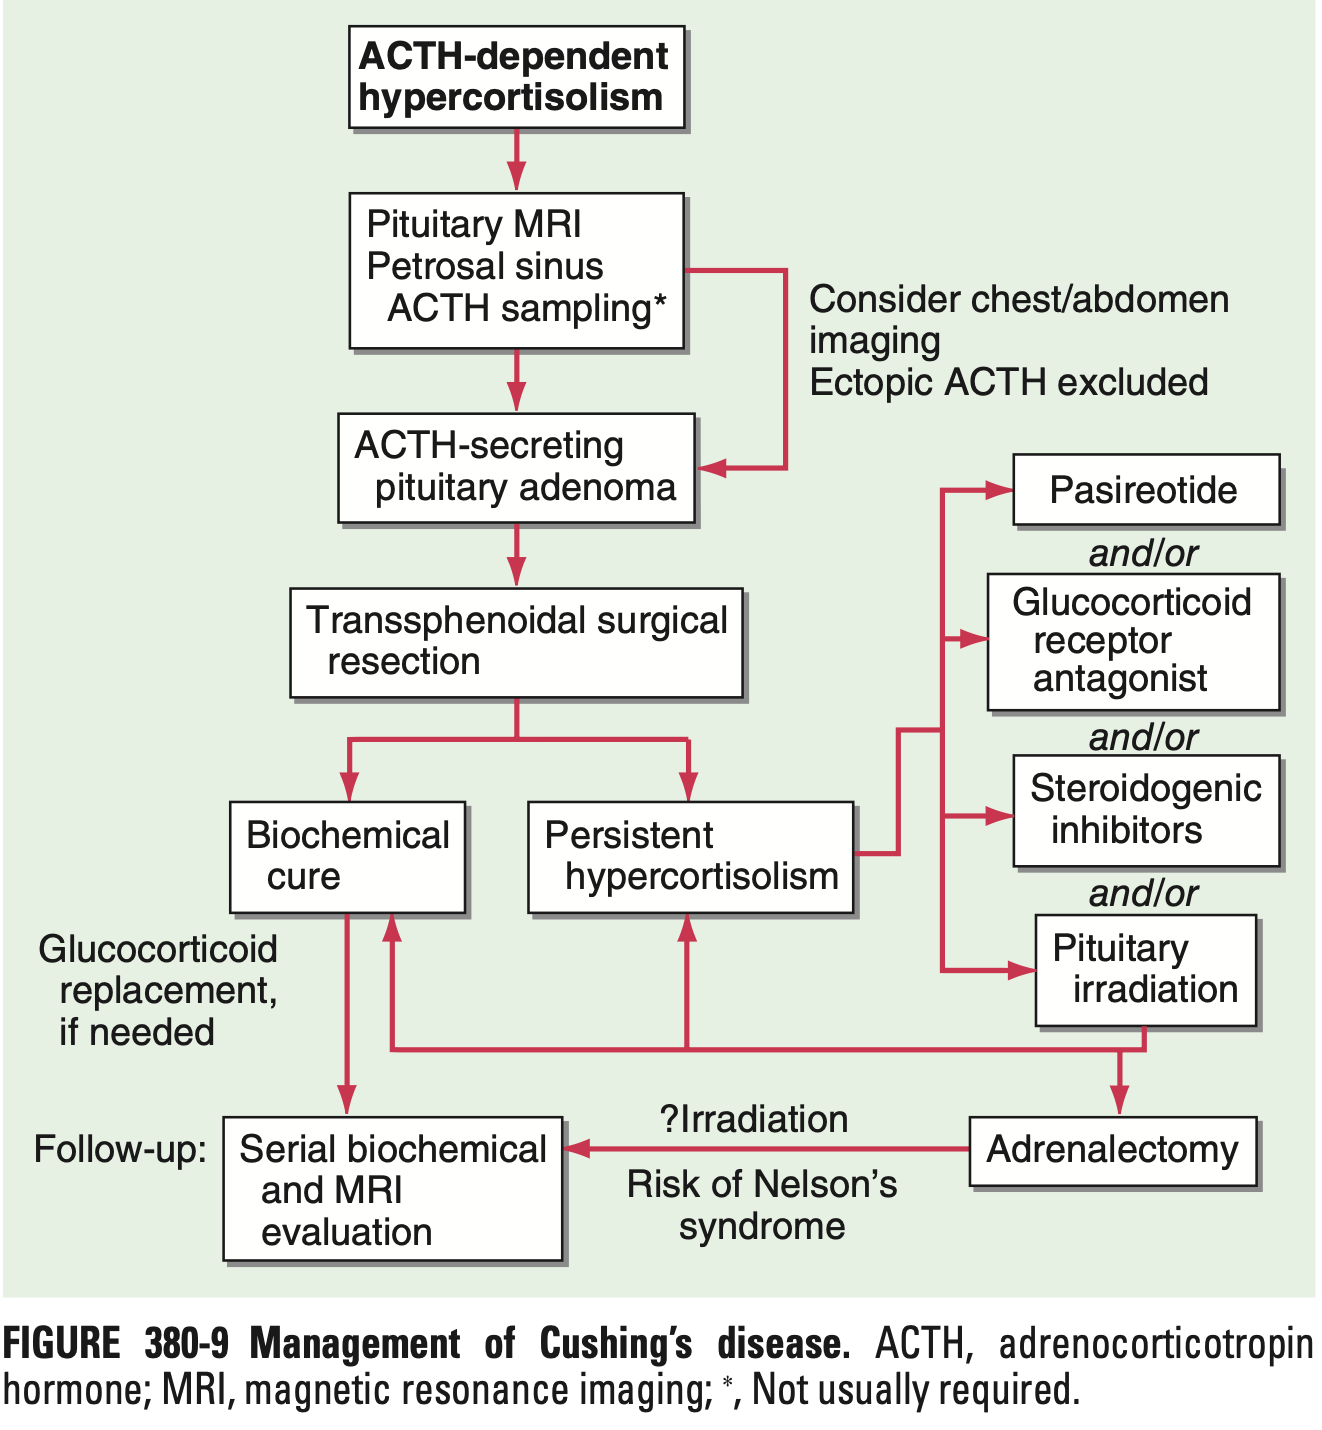 ACTH-dependent
hypercortisolism
Pituitary MRI
Petrosal sinus
ACTH sampling*
Consider chest/abdomen
imaging
Ectopic ACTH excluded
ACTH-secreting
pituitary adenoma
Transsphenoidal surgical
resection
Biochemical
cure
Persistent
hypercortisolism
Pasireotide
and/or
Glucocorticoid
receptor
antagonist
and/or
Steroidogenic
inhibitors
and/or
Pituitary
irradiation
Glucocorticoid
replacement,
if needed
Follow-up:
Serial biochemical
and MRI
evaluation
?Irradiation
Risk of Nelson’s
syndrome
Adrenalectomy
FIGURE 380-9 Management of Cushing’s disease. ACTH, adrenocorticotropin
hormone; MRI, magnetic resonance imaging; *, Not usually required.